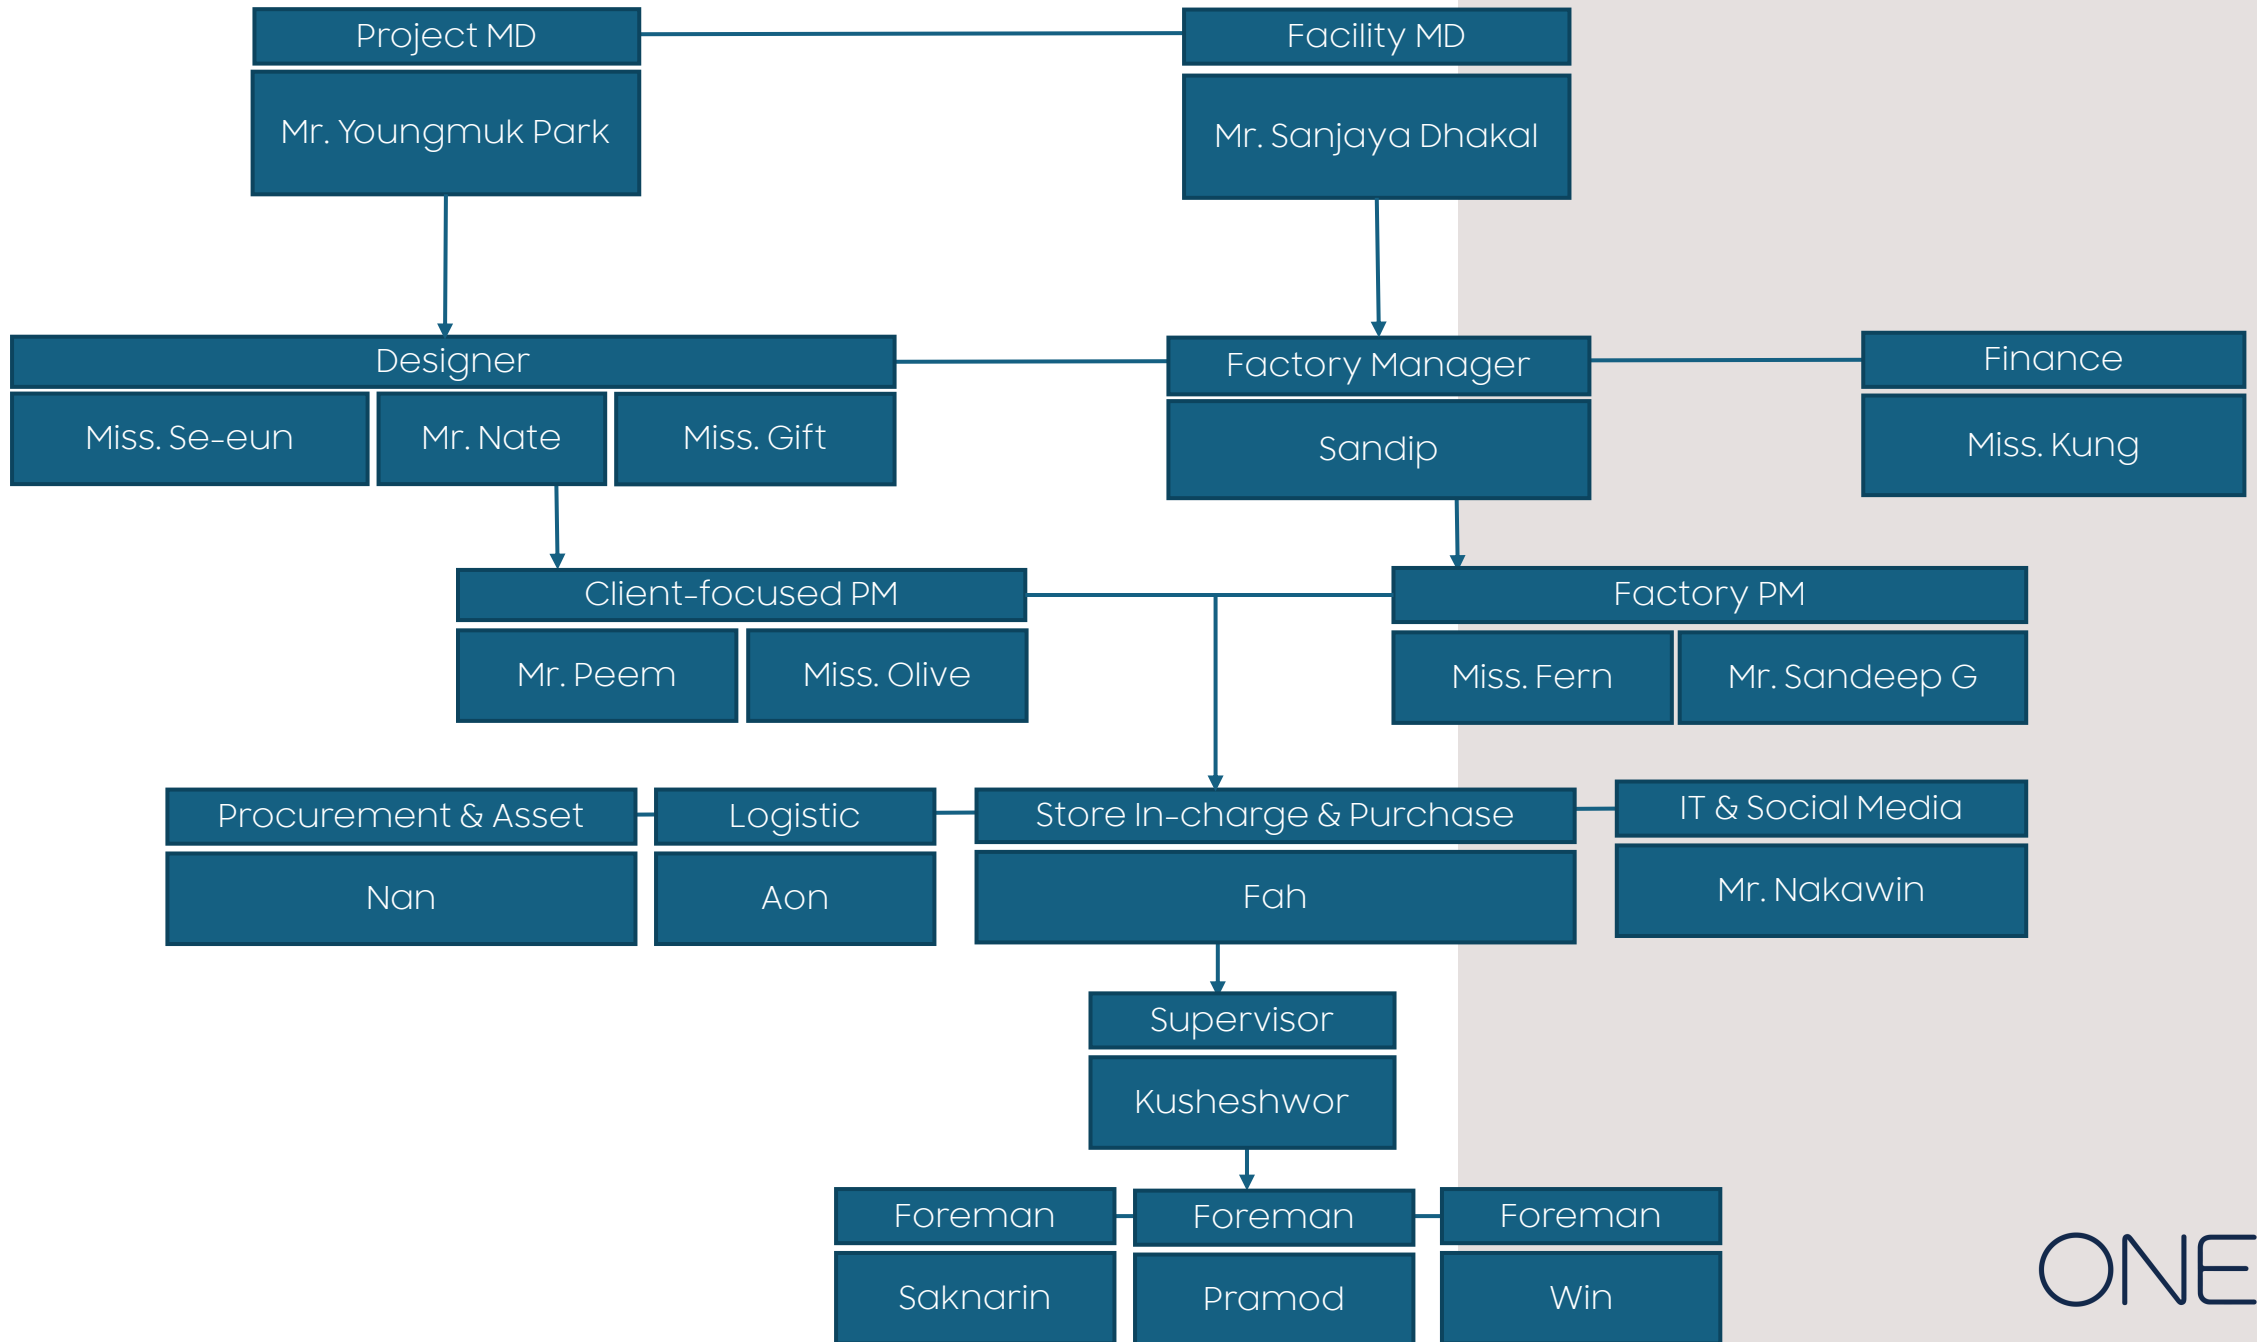 Project MD
Facility MD
Mr. Youngmuk Park
Mr. Sanjaya Dhakal
Designer
Factory Manager
Finance
Miss. Se-eun
Mr. Nate
Miss. Gift
Sandip
Miss. Kung
Client-focused PM
Factory PM
Mr. Peem
Miss. Olive
Miss. Fern
Mr. Sandeep G
Procurement & Asset
Logistic
Store In-charge & Purchase
IT & Social Media
Nan
Aon
Fah
Mr. Nakawin
Supervisor
Kusheshwor
Foreman
Foreman
Foreman
Saknarin
Pramod
Win
ONE